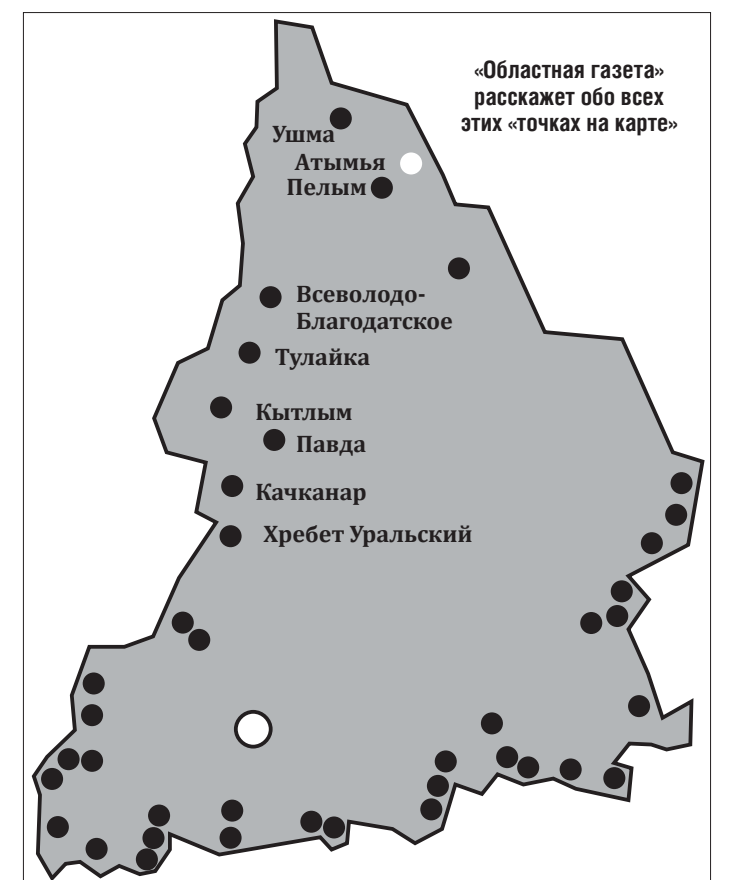 «Областная газета»
расскажет обо всех
этих «точках на карте»
Ушма
Атымья
Пелым
Всеволодо-
Благодатское
Тулайка
Кытлым
Павда
Качканар
Хребет Уральский